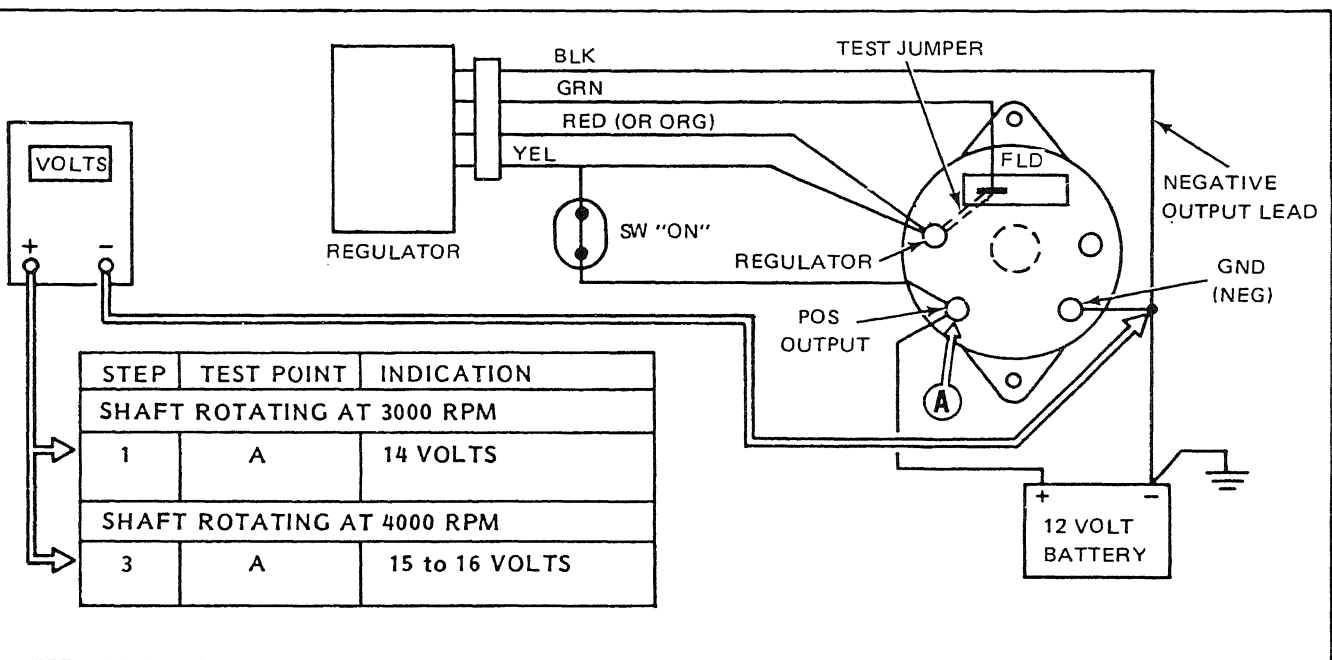 BLK
TEST JUMPER
GRN
RED (OR ORG)
YEL
FLD
VOLTS
+ -
NEGATIVE
OUTPUT LEAD
REGULATOR
SW "ON"
REGULATOR
GND
(NEG)
POS
OUTPUT
A
STEP TEST POINT INDICATION
SHAFT ROTATING AT 3000 RPM
1 A 14 VOLTS
SHAFT ROTATING AT 4000 RPM
3 A 15 to 16 VOLTS
+ -
12 VOLT
BATTERY